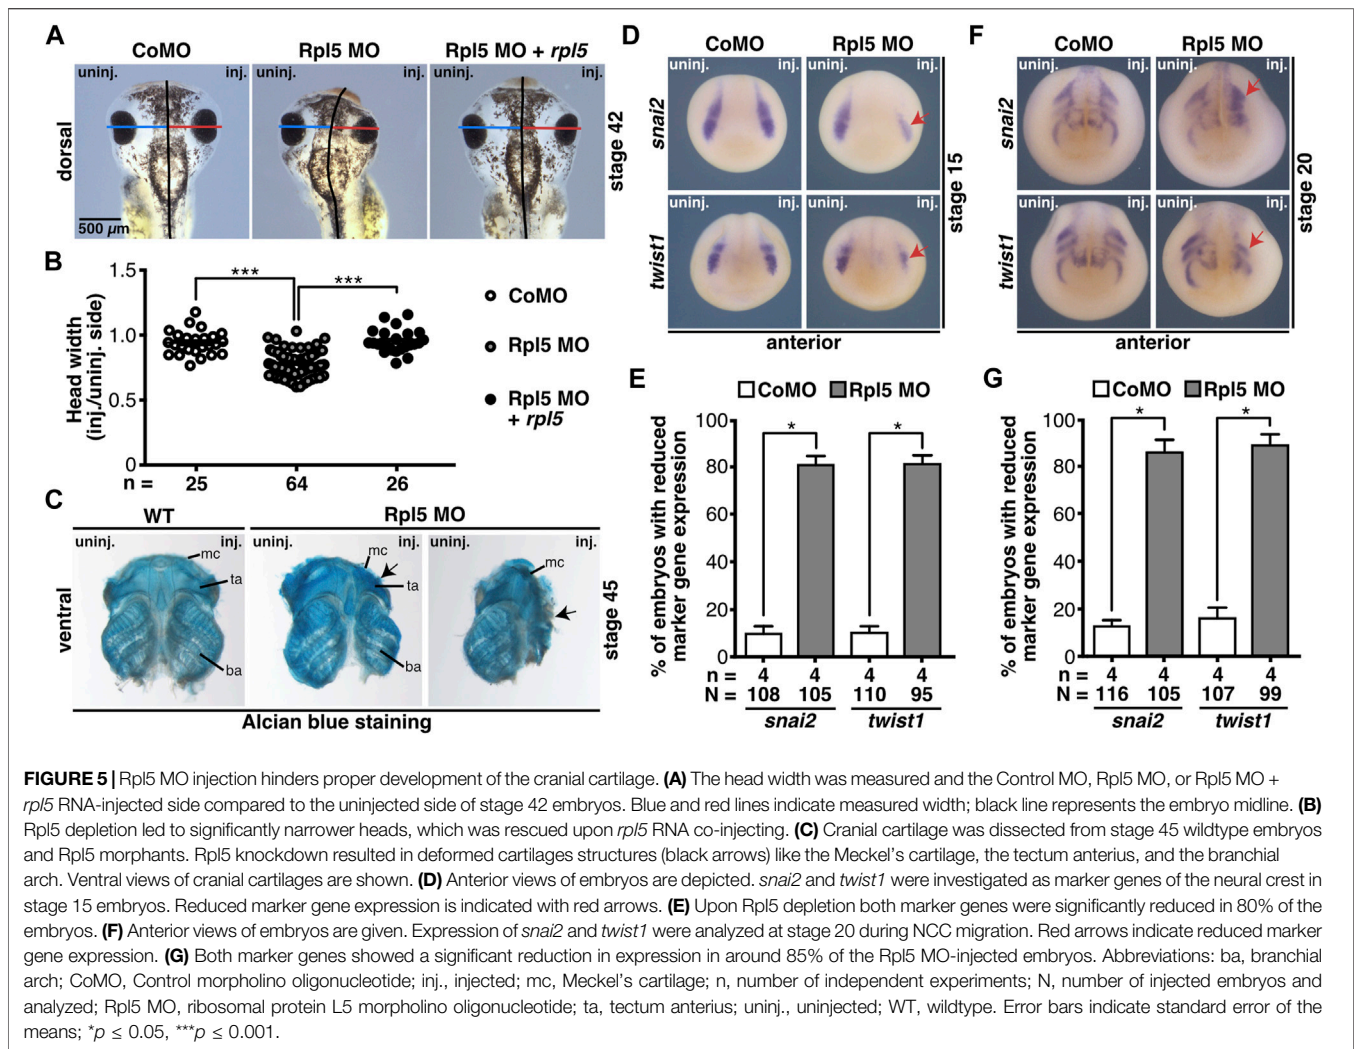 A
CoMO
Rpl5 MO
Rpl5 MO + rpl5
uninj.
inj.
uninj.
inj.
uninj.
inj.
dorsal
stage 42
500 µm
B
1.5
1.0
0.5
0
Head width
(inj./uninj. side)
***
***
n =
25
64
26
CoMO
Rpl5 MO
Rpl5 MO
+ rpl5
C
WT
Rpl5 MO
uninj.
inj.
uninj.
inj.
uninj.
inj.
mc
ta
ba
mc
ta
ba
mc
ventral
stage 45
Alcian blue staining
D
CoMO
Rpl5 MO
uninj.
inj.
uninj.
inj.
snai2
uninj.
inj.
uninj.
inj.
twist1
stage 15
anterior
E
CoMO
Rpl5 MO
100
80
60
40
20
0
% of embryos with reduced
marker gene expression
*
*
n =
4
4
4
4
N =
108
105
110
95
snai2
twist1
F
CoMO
Rpl5 MO
uninj.
inj.
uninj.
inj.
snai2
uninj.
inj.
uninj.
inj.
twist1
stage 20
anterior
G
CoMO
Rpl5 MO
100
80
60
40
20
0
% of embryos with reduced
marker gene expression
*
*
n =
4
4
4
4
N =
116
105
107
99
snai2
twist1
FIGURE 5 | Rpl5 MO injection hinders proper development of the cranial cartilage. (A) The head width was measured and the Control MO, Rpl5 MO, or Rpl5 MO +
rpl5 RNA-injected side compared to the uninjected side of stage 42 embryos. Blue and red lines indicate measured width; black line represents the embryo midline. (B)
Rpl5 depletion led to significantly narrower heads, which was rescued upon rpl5 RNA co-injecting. (C) Cranial cartilage was dissected from stage 45 wildtype embryos
and Rpl5 morphants. Rpl5 knockdown resulted in deformed cartilages structures (black arrows) like the Meckel's cartilage, the tectum anterius, and the branchial
arch. Ventral views of cranial cartilages are shown. (D) Anterior views of embryos are depicted. snai2 and twist1 were investigated as marker genes of the neural crest in
stage 15 embryos. Reduced marker gene expression is indicated with red arrows. (E) Upon Rpl5 depletion both marker genes were significantly reduced in 80% of the
embryos. (F) Anterior views of embryos are given. Expression of snai2 and twist1 were analyzed at stage 20 during NCC migration. Red arrows indicate reduced marker
gene expression. (G) Both marker genes showed a significant reduction in expression in around 85% of the Rpl5 MO-injected embryos. Abbreviations: ba, branchial
arch; CoMO, Control morpholino oligonucleotide; inj., injected; mc, Meckel's cartilage; n, number of independent experiments; N, number of injected embryos and
analyzed; Rpl5 MO, ribosomal protein L5 morpholino oligonucleotide; ta, tectum anterius; uninj., uninjected; WT, wildtype. Error bars indicate standard error of the
means; *p ≤ 0.05, ***p ≤ 0.001.